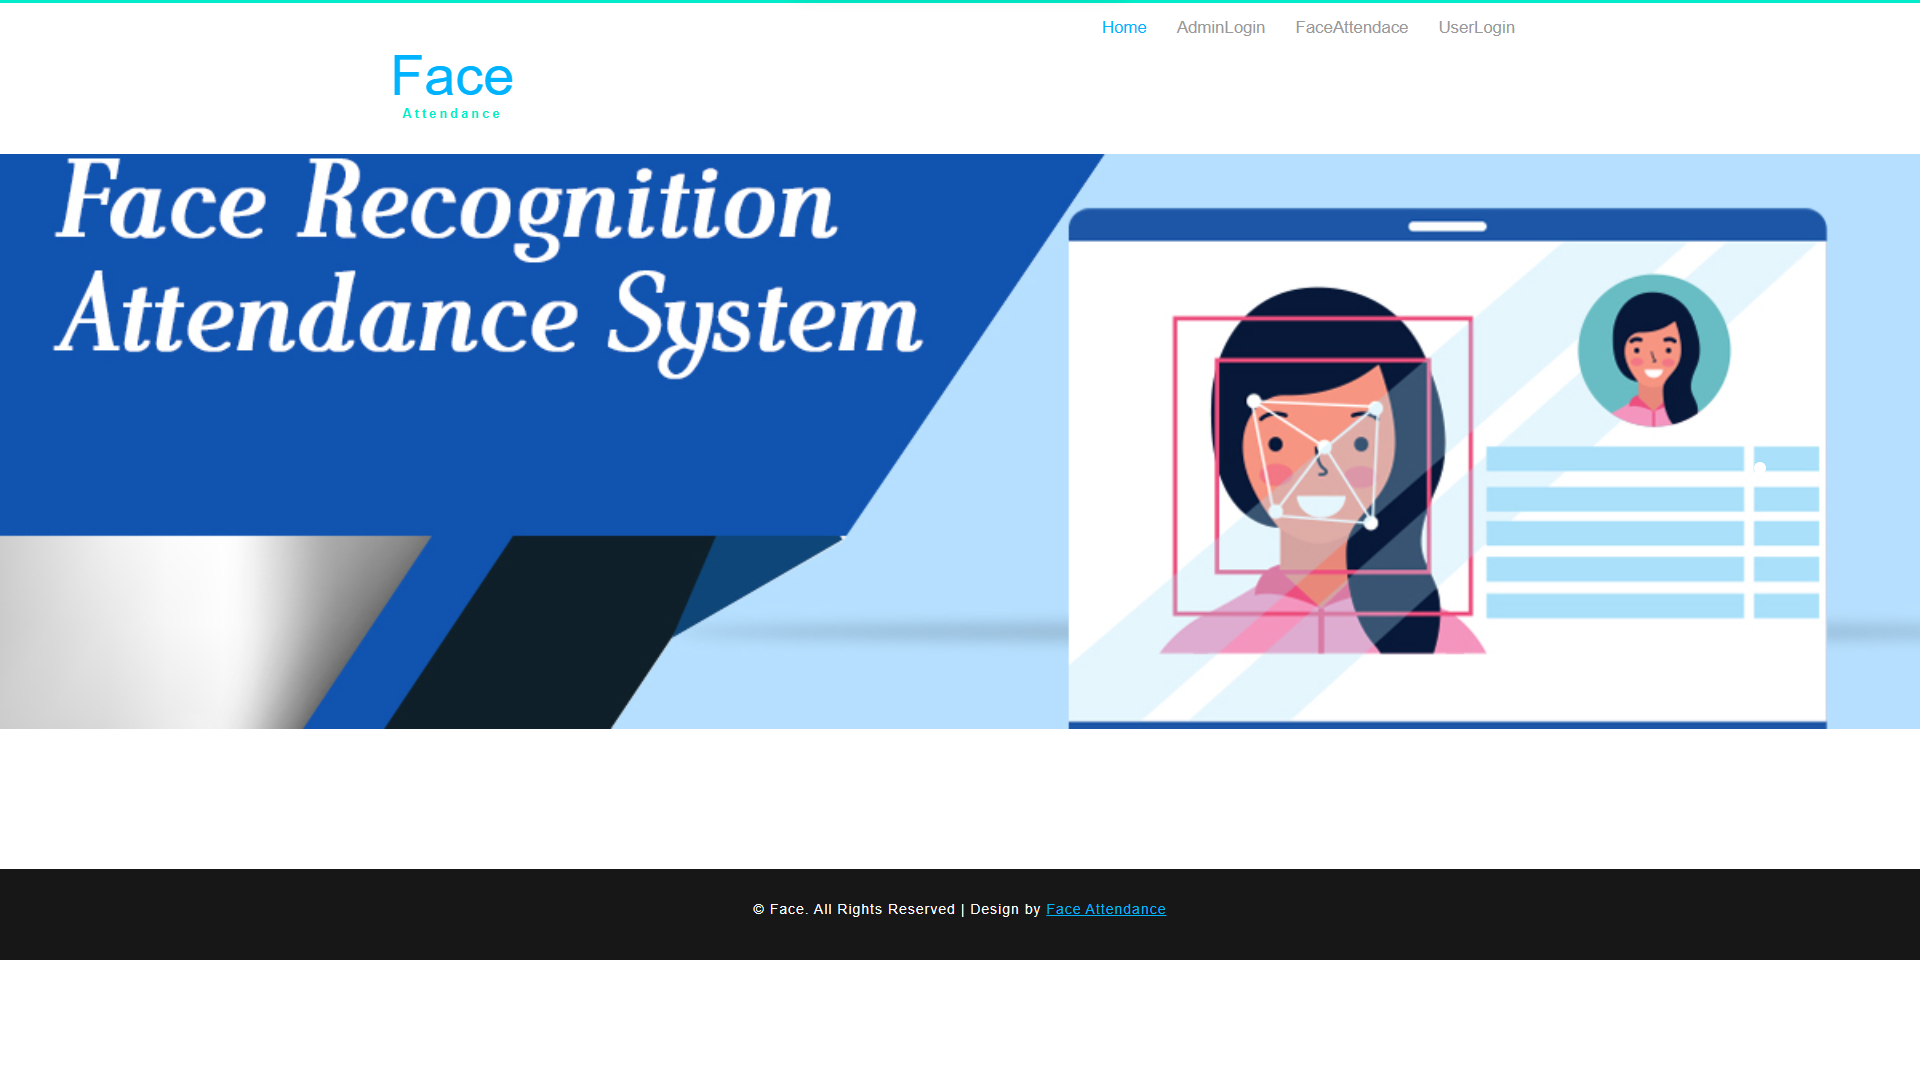 Home AdminLogin FaceAttendace UserLogin
Face
Attendance
Face Recognition
Attendance System
© Face. All Rights Reserved | Design by Face Attendance